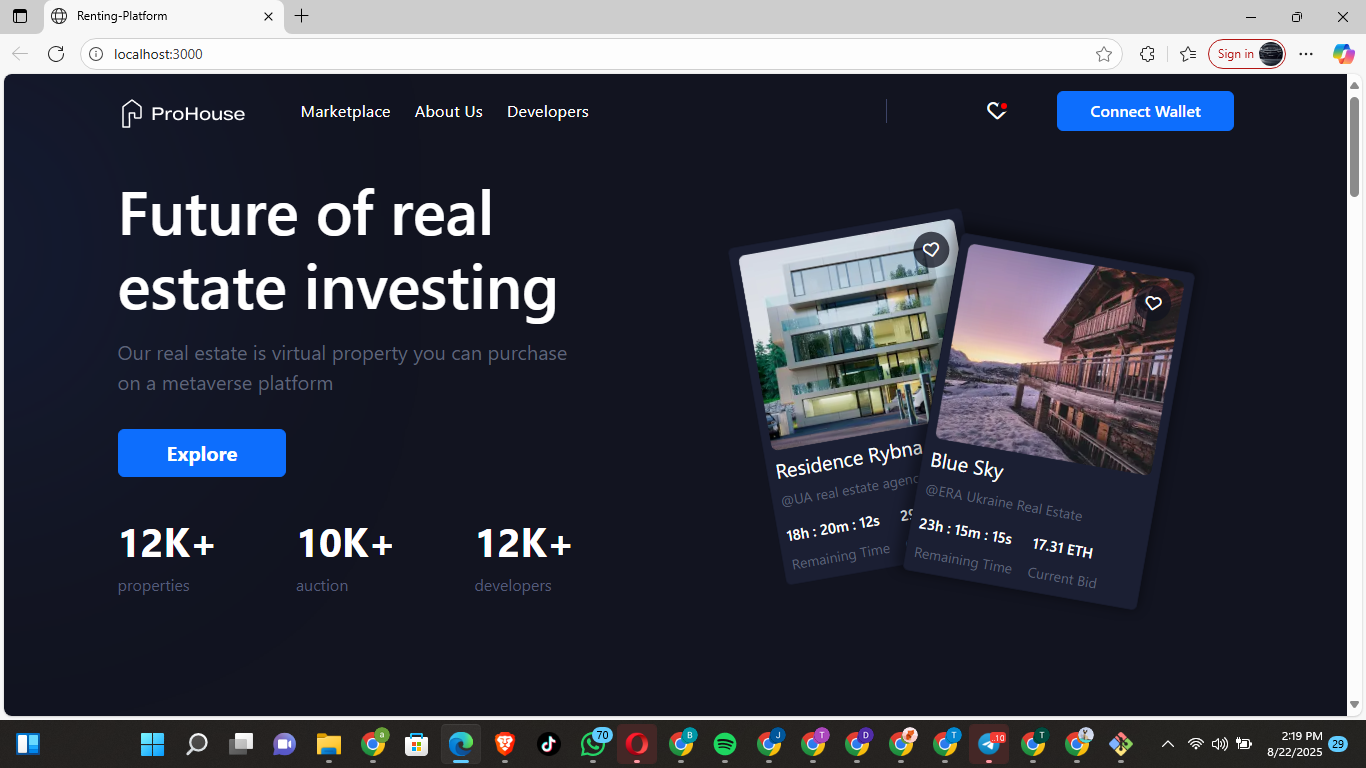 Renting-Platform
localhost:3000
Sign in
ProHouse
Marketplace
About Us
Developers
Connect Wallet
Future of real
estate investing
Our real estate is virtual property you can purchase
on a metaverse platform
Explore
12K+
10K+
12K+
properties
auction
developers
Residence Rybna
@UA real estate agenc
18h : 20m : 12s
29
Remaining Time
Blue Sky
@ERA Ukraine Real Estate
23h : 15m : 15s
17.31 ETH
Remaining Time
Current Bid
a
70
B
J
T
D
T
10
T
Y
2:19 PM
8/22/2025
29